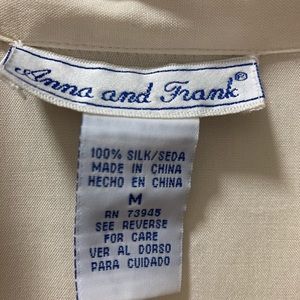 Anna and Frank®
100% SILK/SEDA
MADE IN CHINA
HECHO EN CHINA
M
RN 73945
SEE REVERSE
FOR CARE
VER AL DORSO
PARA CUIDADO